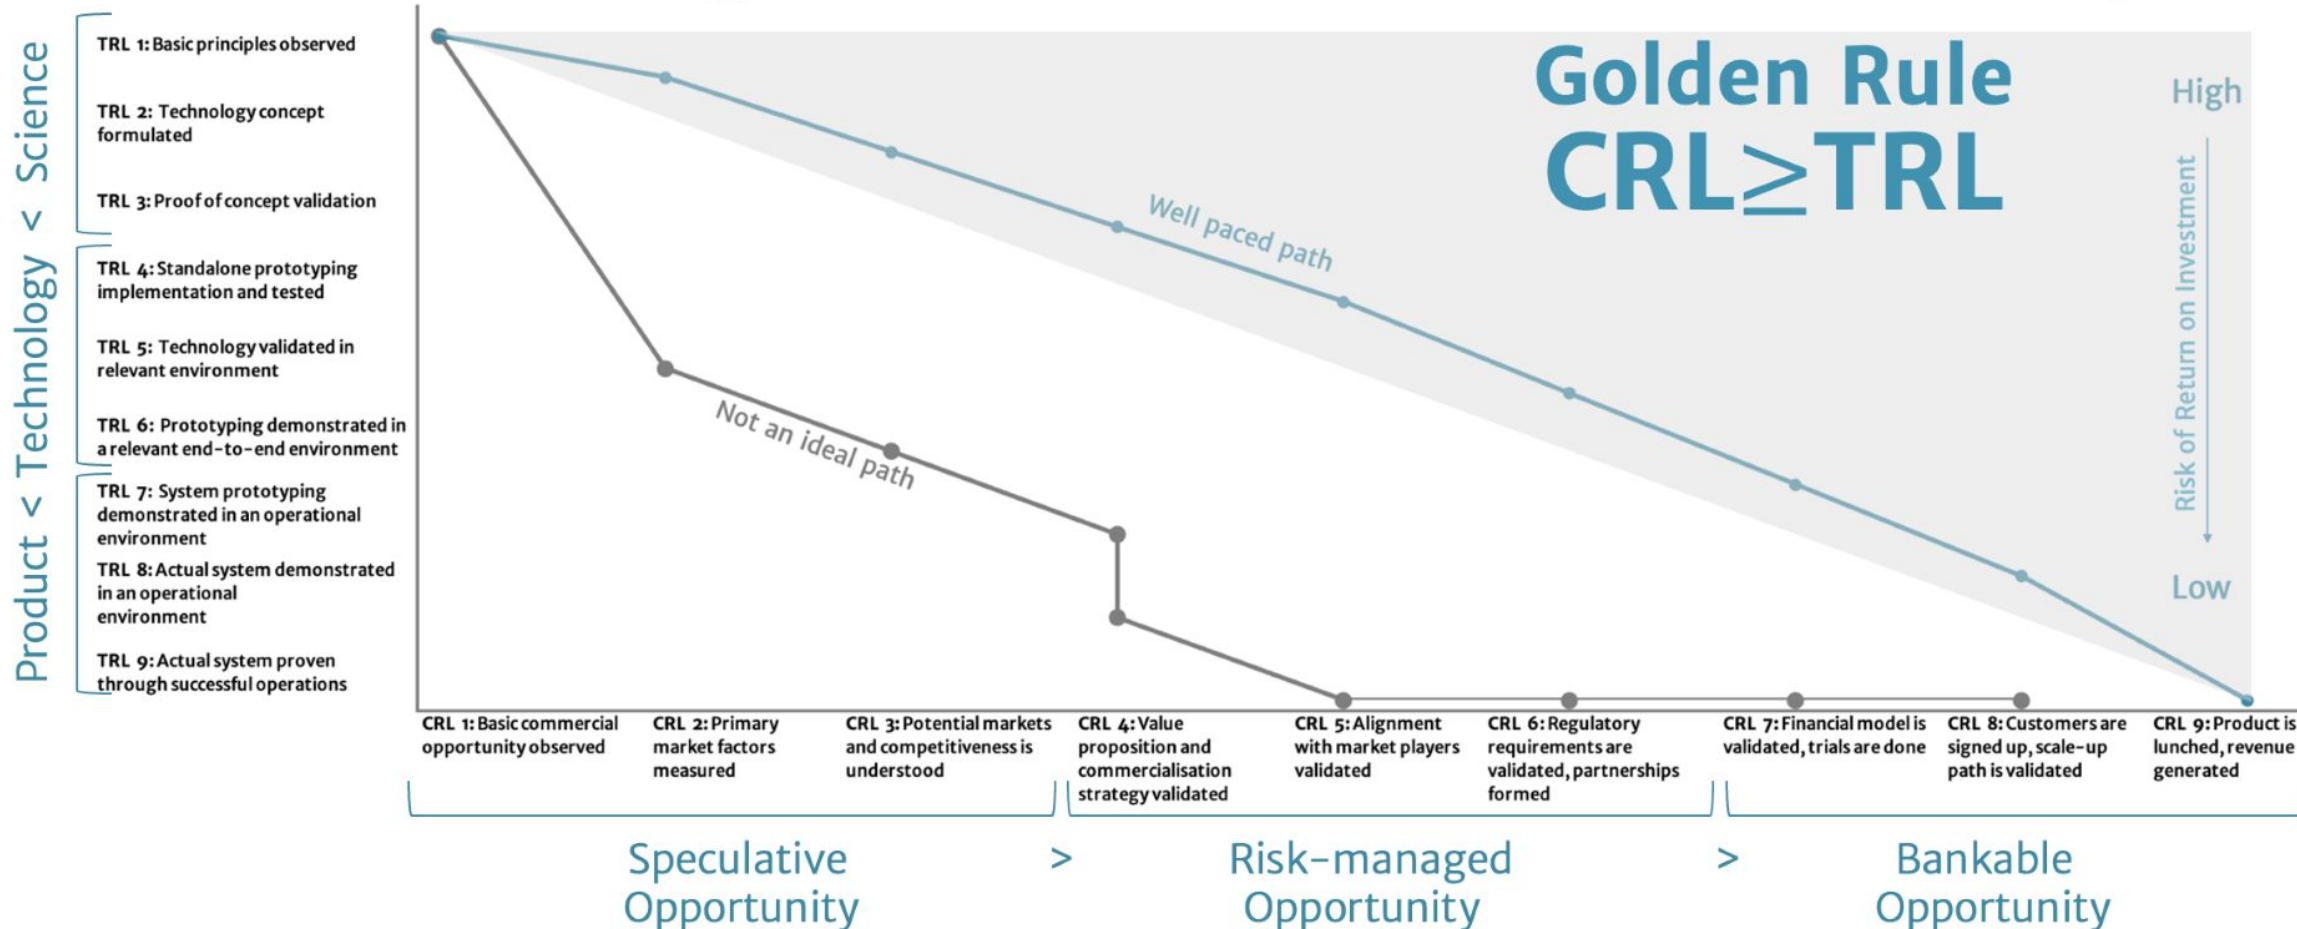 Product < Technology < Science
TRL 1: Basic principles observed
TRL 2: Technology concept
formulated
TRL 3: Proof of concept validation
TRL 4: Standalone prototyping
implementation and tested
TRL 5: Technology validated in
relevant environment
TRL 6: Prototyping demonstrated in
a relevant end-to-end environment
TRL 7: System prototyping
demonstrated in an operational
environment
TRL 8: Actual system demonstrated
in an operational
environment
TRL 9: Actual system proven
through successful operations
Golden Rule
CRL≥TRL
Well paced path
Not an ideal path
High
Risk of Return on Investment
Low
CRL 1: Basic commercial
opportunity observed
CRL 2: Primary
market factors
measured
CRL 3: Potential markets
and competitiveness is
understood
CRL 4: Value
proposition and
commercialisation
strategy validated
CRL 5: Alignment
with market players
validated
CRL 6: Regulatory
requirements are
validated, partnerships
formed
CRL 7: Financial model is
validated, trials are done
CRL 8: Customers are
signed up, scale-up
path is validated
CRL 9: Product is
lunched, revenue
generated
Speculative
Opportunity
>
Risk-managed
Opportunity
>
Bankable
Opportunity